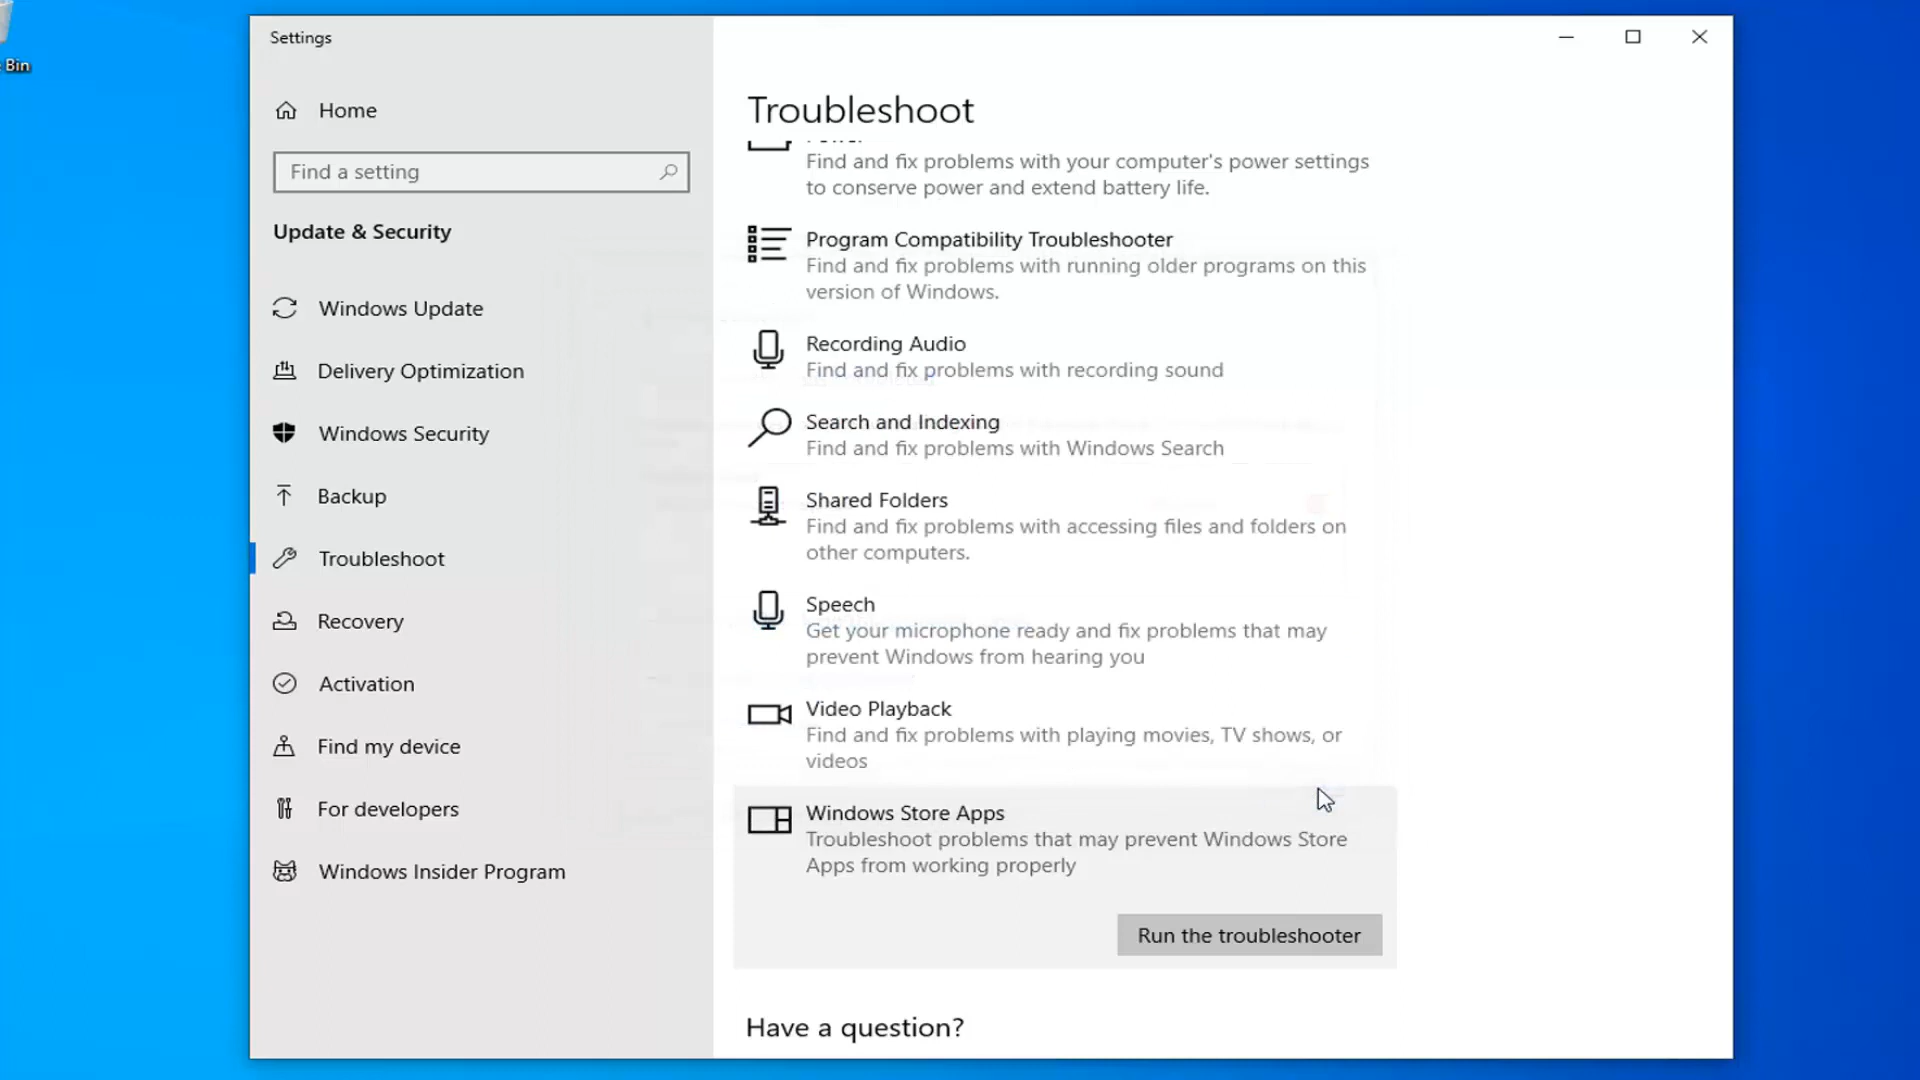 Bin
Settings
Home
Find a setting
Update & Security
Windows Update
Delivery Optimization
Windows Security
Backup
Troubleshoot
Recovery
Activation
Find my device
For developers
Windows Insider Program
Troubleshoot
Find and fix problems with your computer's power settings
to conserve power and extend battery life.
Program Compatibility Troubleshooter
Find and fix problems with running older programs on this
version of Windows.
Recording Audio
Find and fix problems with recording sound
Search and Indexing
Find and fix problems with Windows Search
Shared Folders
Find and fix problems with accessing files and folders on
other computers.
Speech
Get your microphone ready and fix problems that may
prevent Windows from hearing you
Video Playback
Find and fix problems with playing movies, TV shows, or
videos
Windows Store Apps
Troubleshoot problems that may prevent Windows Store
Apps from working properly
Run the troubleshooter
Have a question?